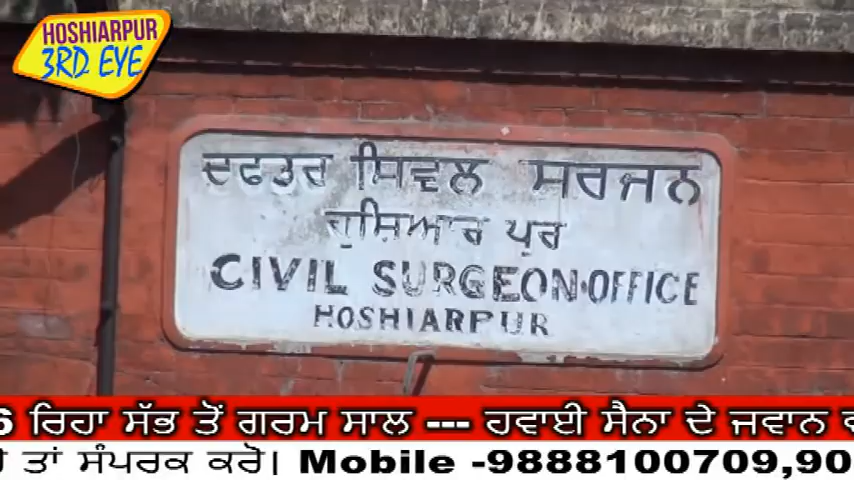 HOSHIARPUR
3RD EYE
ਦਫਤਰ ਸਿਵਲ ਸਰਜਨ
ਹੁਸ਼ਿਆਰ ਪੁਰ
CIVIL SURGEON·OFFICE
HOSHIARPUR
6 ਰਿਹਾ ਸੱਭ ਤੋਂ ਗਰਮ ਸਾਲ --- ਹਵਾਈ ਸੈਨਾ ਦੇ ਜਵਾਨ
ਤਾਂ ਸੰਪਰਕ ਕਰੋ। Mobile -9888100709,90